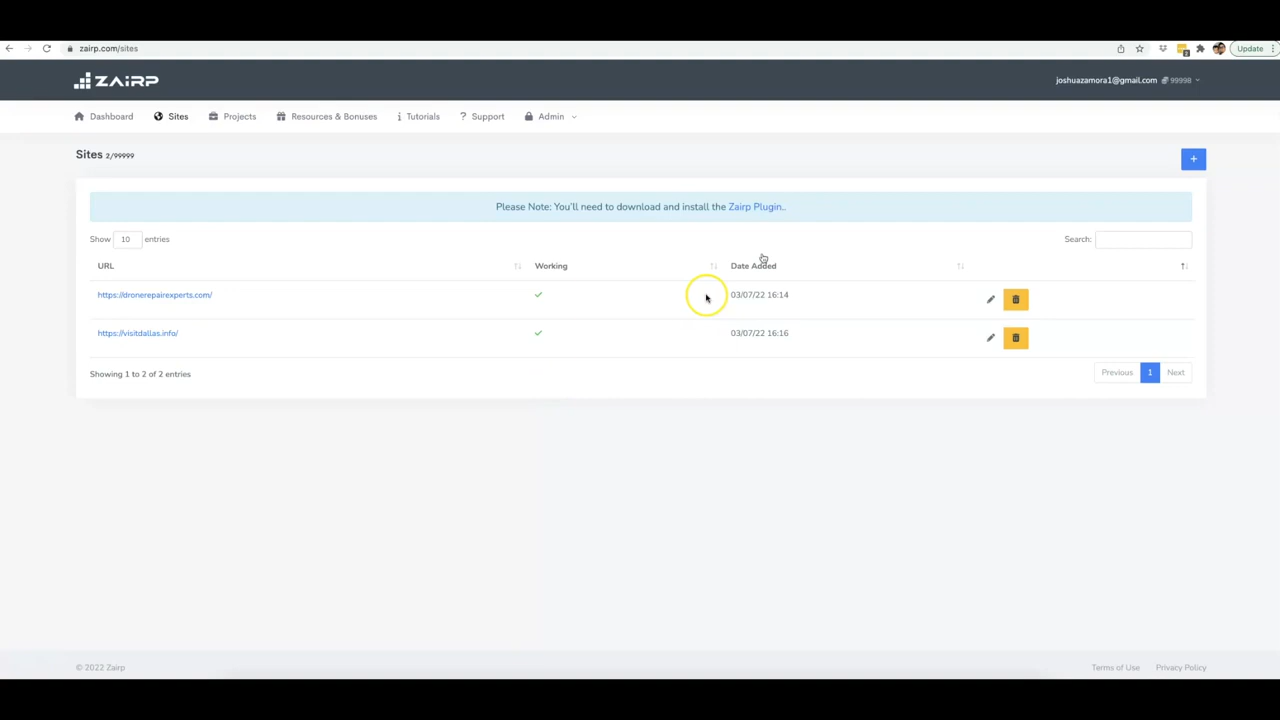 zairp.com/sites
Update
ZAiRP
joshuazamora1@gmail.com 99998
Dashboard Sites Projects Resources & Bonuses Tutorials Support Admin
Sites 2/99999
+
Please Note: You'll need to download and install the Zairp Plugin..
Show 10 entries Search:
URL Working Date Added
https://dronerepairexperts.com/ 03/07/22 16:14
https://visitdallas.info/ 03/07/22 16:16
Showing 1 to 2 of 2 entries Previous 1 Next
© 2022 Zairp Terms of Use Privacy Policy